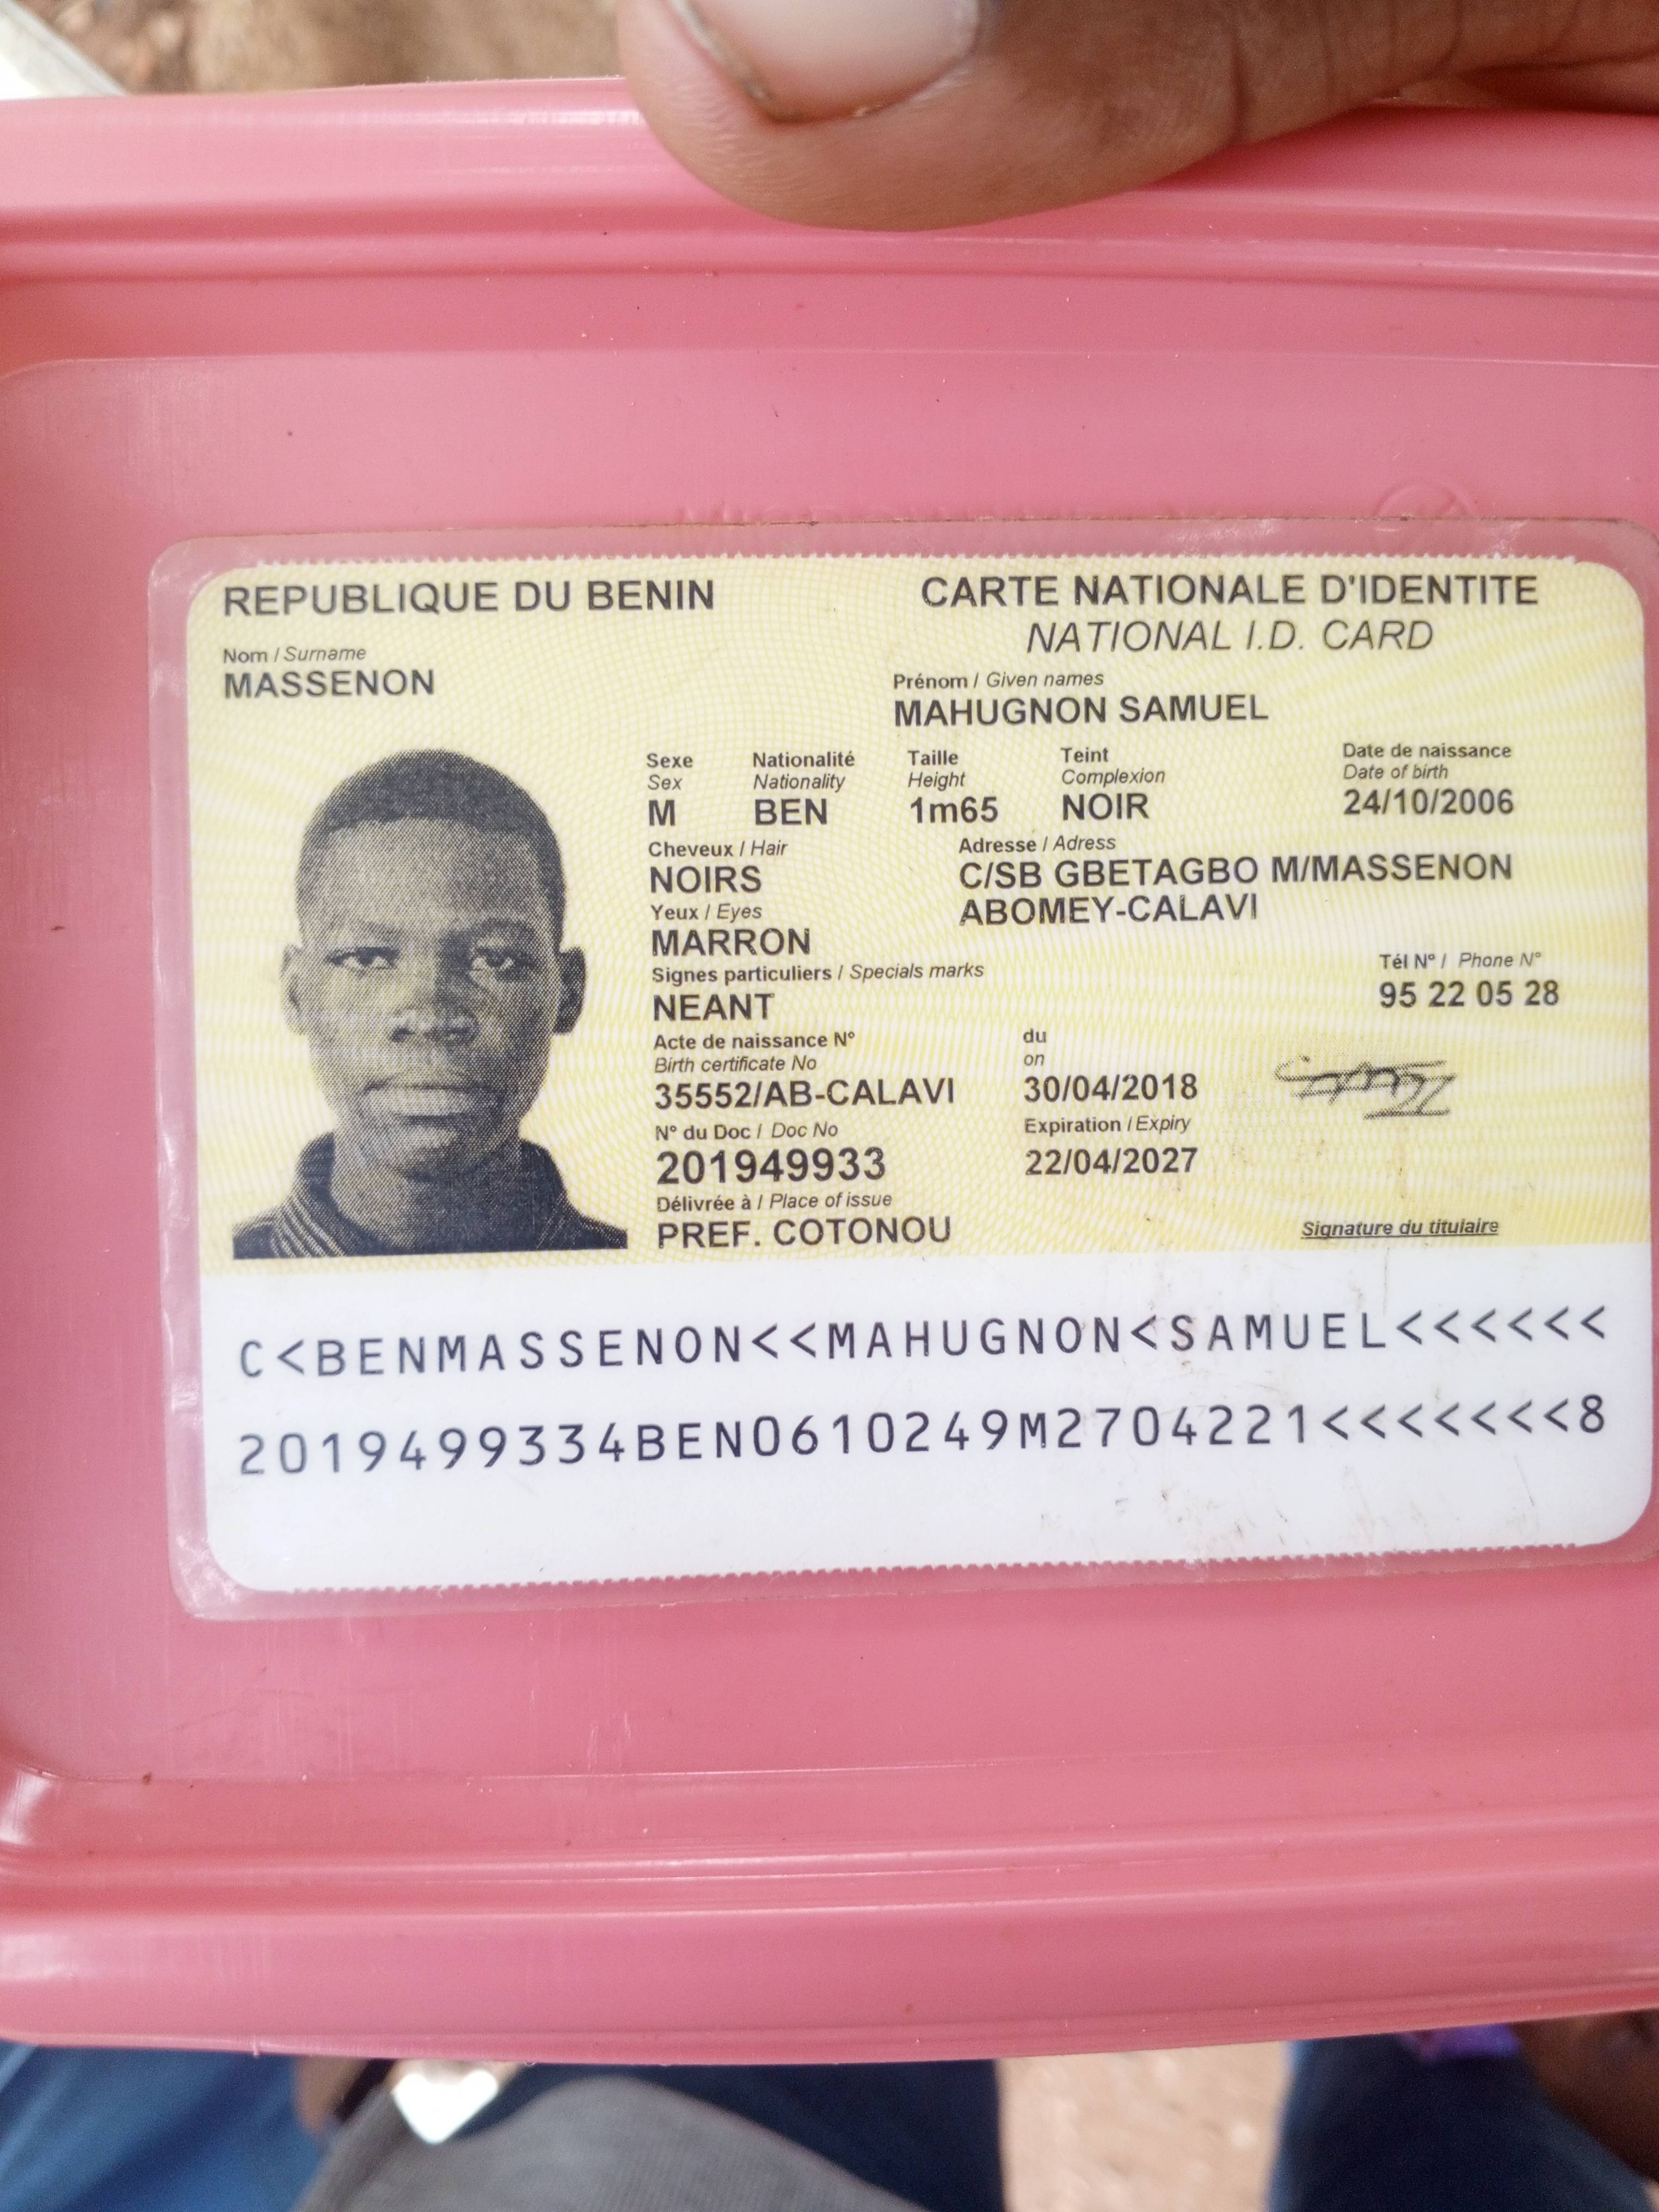 REPUBLIQUE DU BENIN
CARTE NATIONALE D'IDENTITE
NATIONAL I.D. CARD
Nom / Surname
MASSENON
Prénom / Given names
MAHUGNON SAMUEL
Sexe Nationalité Taille Teint Date de naissance
Sex Nationality Height Complexion Date of birth
M BEN 1m65 NOIR 24/10/2006
Cheveux / Hair Adresse / Adress
NOIRS C/SB GBETAGBO M/MASSENON
Yeux / Eyes ABOMEY-CALAVI
MARRON
Signes particuliers / Specials marks Tél N° / Phone N°
NEANT 95 22 05 28
Acte de naissance N° du
Birth certificate No on
35552/AB-CALAVI 30/04/2018
N° du Doc / Doc No Expiration / Expiry
201949933 22/04/2027
Délivrée à / Place of issue
PREF. COTONOU Signature du titulaire
C<BENMASSENON<<MAHUGNON<SAMUEL<<<<<<
2019499334BEN0610249M2704221<<<<<<<8